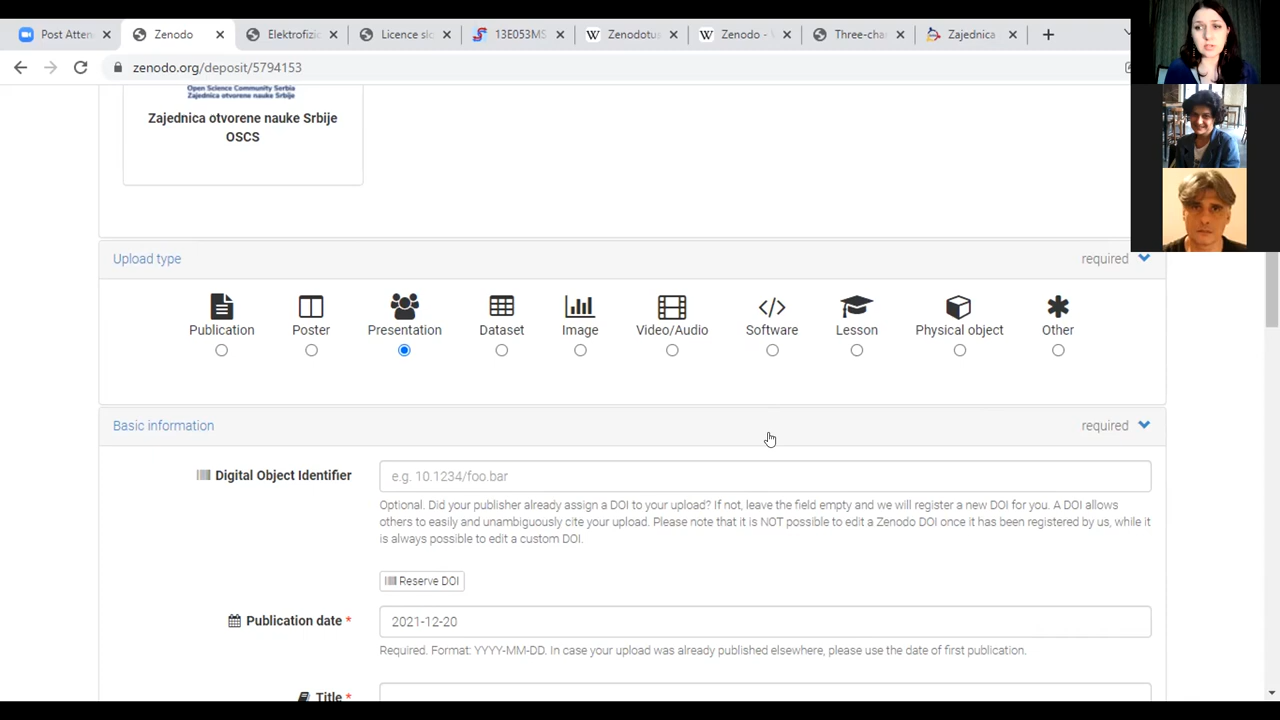 Post Atten
Zenodo
Elektrofizio
Licence slo
13E053MS
Zenodotus
Zenodo -
Three-cha
Zajednica
zenodo.org/deposit/5794153
Open Science Community Serbia
Zajednica otvorene nauke Srbije
Zajednica otvorene nauke Srbije
OSCS
Upload type
required
Publication
Poster
Presentation
Dataset
Image
Video/Audio
Software
Lesson
Physical object
Other
Basic information
required
Digital Object Identifier
e.g. 10.1234/foo.bar
Optional. Did your publisher already assign a DOI to your upload? If not, leave the field empty and we will register a new DOI for you. A DOI allows
others to easily and unambiguously cite your upload. Please note that it is NOT possible to edit a Zenodo DOI once it has been registered by us, while it
is always possible to edit a custom DOI.
Reserve DOI
Publication date *
2021-12-20
Required. Format: YYYY-MM-DD. In case your upload was already published elsewhere, please use the date of first publication.
Title *